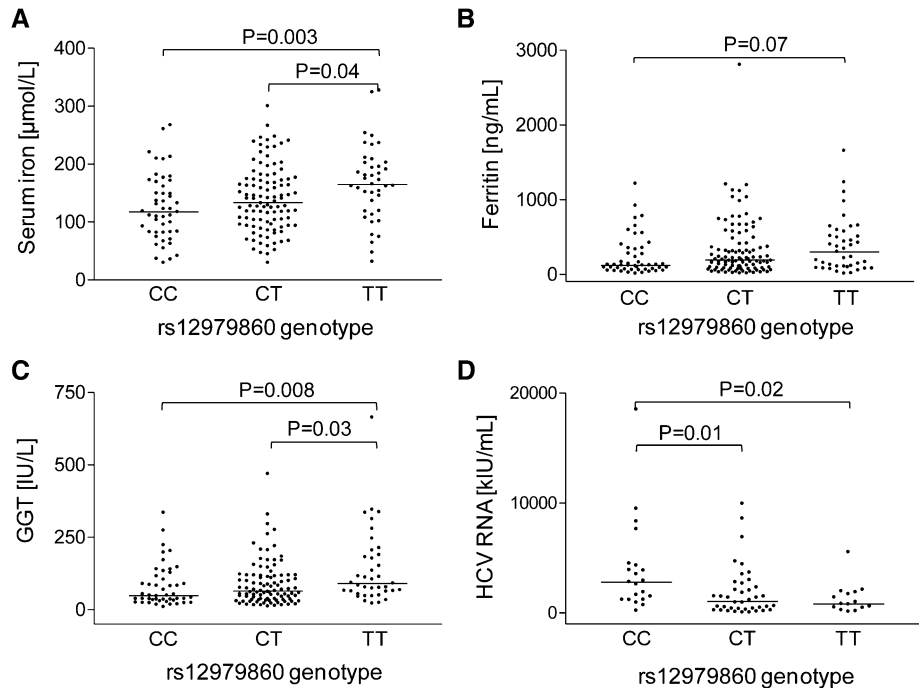 A
P=0.003
P=0.04
Serum iron [µmol/L]
400
300
200
100
0
CC CT TT
rs12979860 genotype
B
P=0.07
Ferritin [ng/mL]
3000
2000
1000
0
CC CT TT
rs12979860 genotype
C
P=0.008
P=0.03
GGT [IU/L]
750
500
250
0
CC CT TT
rs12979860 genotype
D
P=0.02
P=0.01
HCV RNA [kIU/mL]
20000
10000
0
CC CT TT
rs12979860 genotype